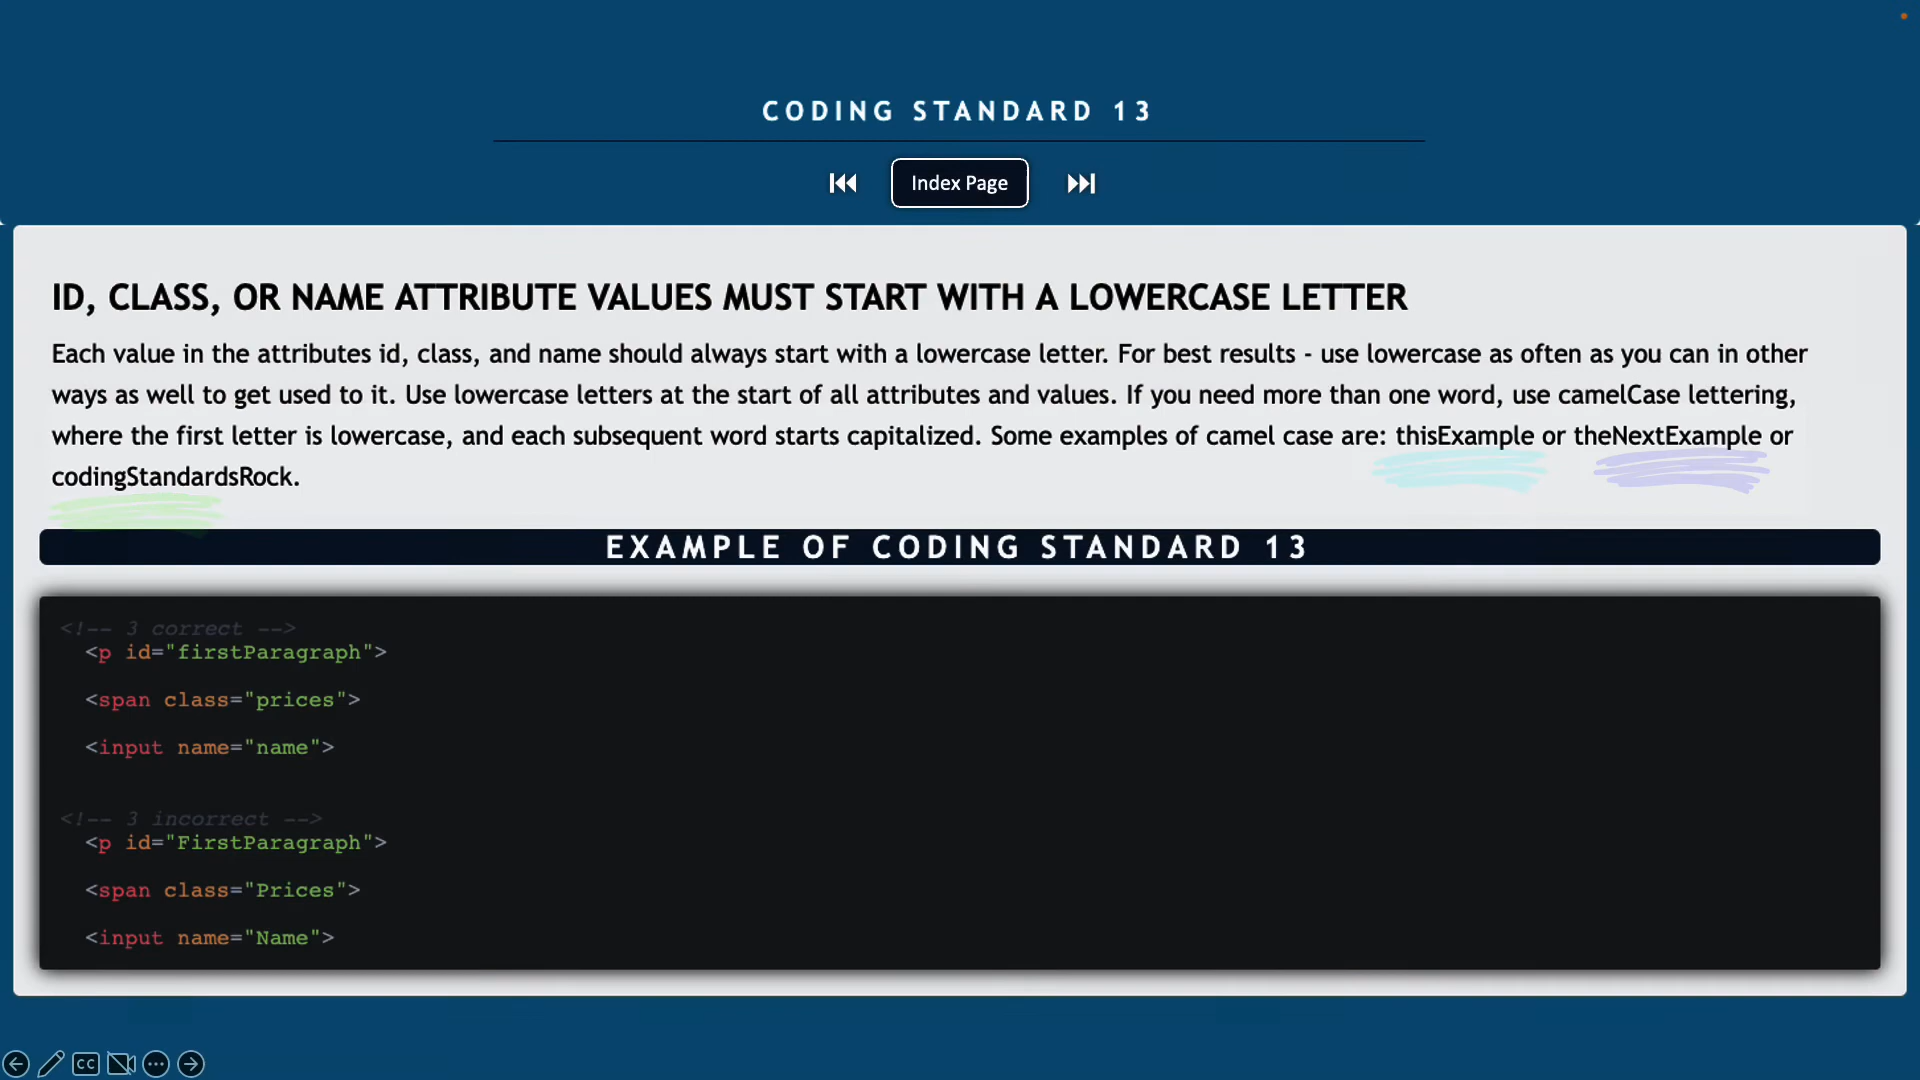 CODING STANDARD 13
Index Page
ID, CLASS, OR NAME ATTRIBUTE VALUES MUST START WITH A LOWERCASE LETTER
Each value in the attributes id, class, and name should always start with a lowercase letter. For best results - use lowercase as often as you can in other
ways as well to get used to it. Use lowercase letters at the start of all attributes and values. If you need more than one word, use camelCase lettering,
where the first letter is lowercase, and each subsequent word starts capitalized. Some examples of camel case are: thisExample or theNextExample or
codingStandardsRock.
EXAMPLE OF CODING STANDARD 13
<!-- 3 correct -->
<p id="firstParagraph">
<span class="prices">
<input name="name">
<!-- 3 incorrect -->
<p id="FirstParagraph">
<span class="Prices">
<input name="Name">
CC